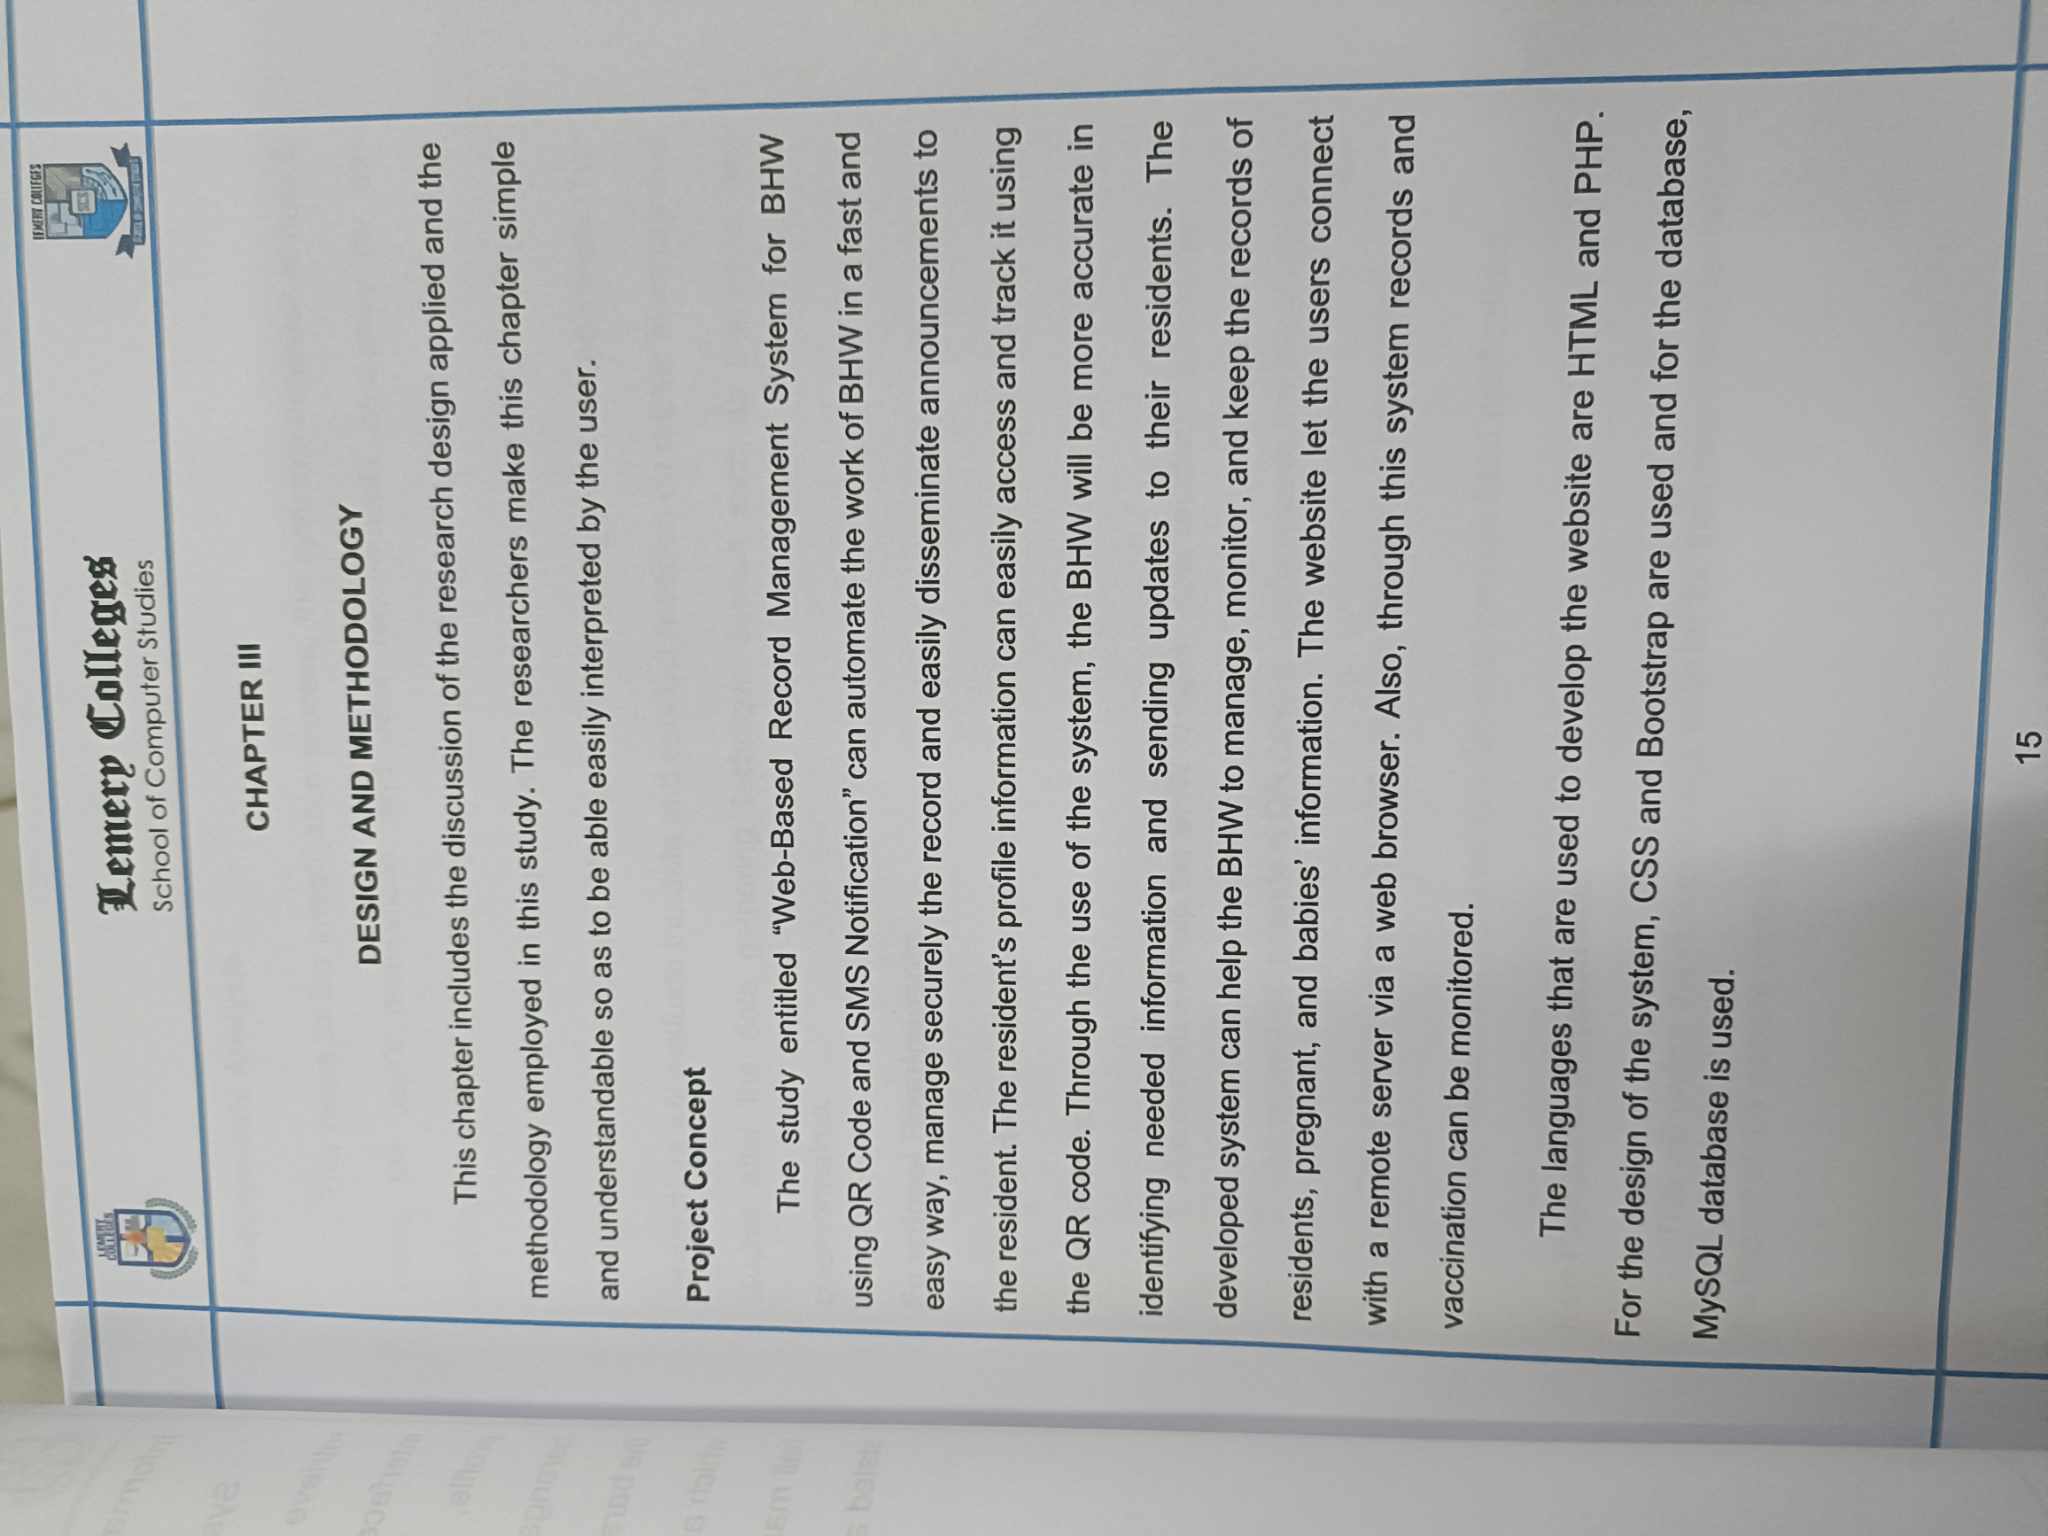 LEMERY COLLEGES
Lemery Colleges
School of Computer Studies
LEMERY COLLEGES
SCS
SCHOOL OF COMPUTER STUDIES
CHAPTER III
DESIGN AND METHODOLOGY
This chapter includes the discussion of the research design applied and the
methodology employed in this study. The researchers make this chapter simple
and understandable so as to be able easily interpreted by the user.
Project Concept
The study entitled “Web-Based Record Management System for BHW
using QR Code and SMS Notification” can automate the work of BHW in a fast and
easy way, manage securely the record and easily disseminate announcements to
the resident. The resident’s profile information can easily access and track it using
the QR code. Through the use of the system, the BHW will be more accurate in
identifying needed information and sending updates to their residents. The
developed system can help the BHW to manage, monitor, and keep the records of
residents, pregnant, and babies’ information. The website let the users connect
with a remote server via a web browser. Also, through this system records and
vaccination can be monitored.
The languages that are used to develop the website are HTML and PHP.
For the design of the system, CSS and Bootstrap are used and for the database,
MySQL database is used.
15